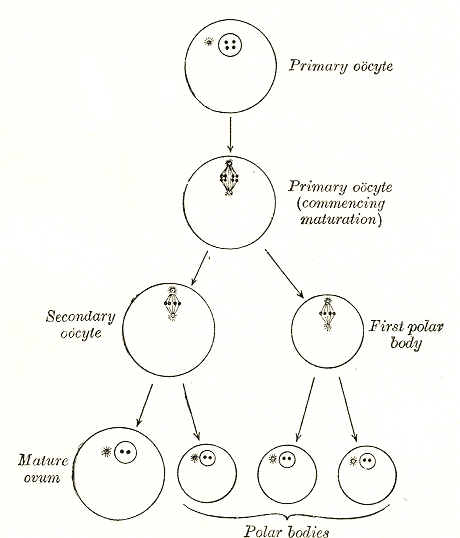 Primary oöcyte
Primary oöcyte
(commencing
maturation)
Secondary
oöcyte
First polar
body
Mature
ovum
Polar bodies